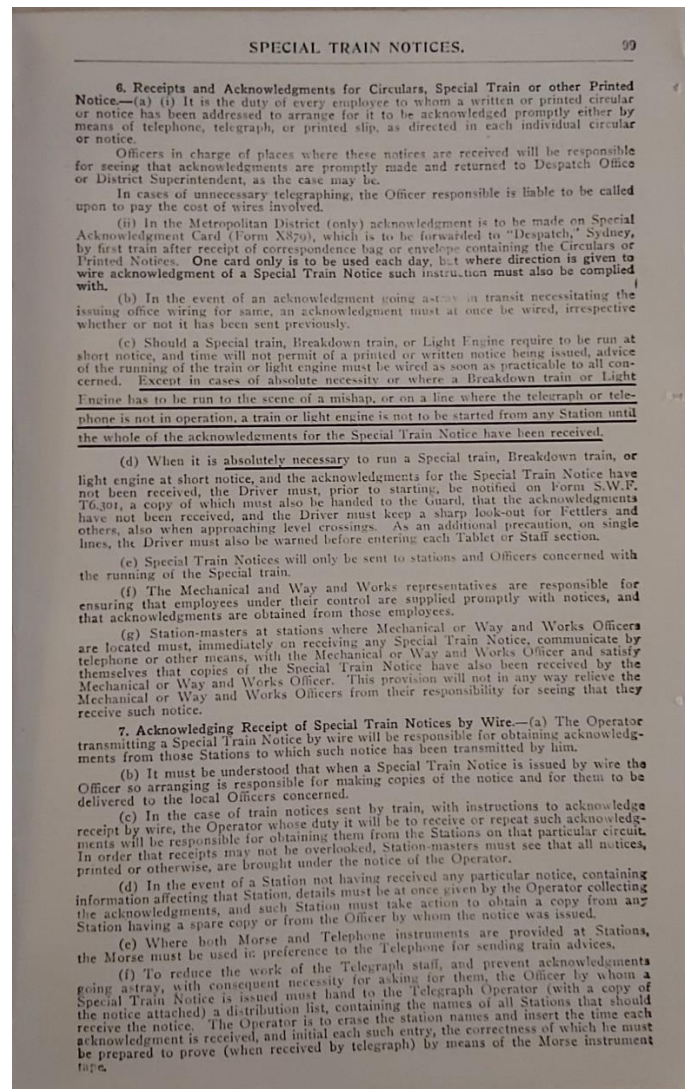 SPECIAL TRAIN NOTICES. 99
6. Receipts and Acknowledgments for Circulars, Special Train or other Printed
Notice.—(a) (i) It is the duty of every employee to whom a written or printed circular
or notice has been addressed to arrange for it to be acknowledged promptly either by
means of telephone, telegraph, or printed slip, as directed in each individual circular
or notice.
Officers in charge of places where these notices are received will be responsible
for seeing that acknowledgments are promptly made and returned to Despatch Office
or District Superintendent, as the case may be.
In cases of unnecessary telegraphing, the Officer responsible is liable to be called
upon to pay the cost of wires involved.
(ii) In the Metropolitan District (only) acknowledgment is to be made on Special
Acknowledgment Card (Form X879), which is to be forwarded to "Despatch," Sydney,
by first train after receipt of correspondence bag or envelope containing the Circulars or
Printed Notices. One card only is to be used each day, but where direction is given to
wire acknowledgment of a Special Train Notice such instruction must also be complied
with.
(b) In the event of an acknowledgment going astray in transit necessitating the
issuing office wiring for same, an acknowledgment must at once be wired, irrespective
whether or not it has been sent previously.
(c) Should a Special train, Breakdown train, or Light Engine require to be run at
short notice, and time will not permit of a printed or written notice being issued, advice
of the running of the train or light engine must be wired as soon as practicable to all con-
cerned. Except in cases of absolute necessity or where a Breakdown train or Light
Engine has to be run to the scene of a mishap, or on a line where the telegraph or tele-
phone is not in operation, a train or light engine is not to be started from any Station until
the whole of the acknowledgments for the Special Train Notice have been received.
(d) When it is absolutely necessary to run a Special train, Breakdown train, or
light engine at short notice, and the acknowledgments for the Special Train Notice have
not been received, the Driver must, prior to starting, be notified on Form S.W.F.
T6.301, a copy of which must also be handed to the Guard, that the acknowledgments
have not been received, and the Driver must keep a sharp look-out for Fettlers and
others, also when approaching level crossings. As an additional precaution, on single
lines, the Driver must also be warned before entering each Tablet or Staff section.
(e) Special Train Notices will only be sent to stations and Officers concerned with
the running of the Special train.
(f) The Mechanical and Way and Works representatives are responsible for
ensuring that employees under their control are supplied promptly with notices, and
that acknowledgments are obtained from those employees.
(g) Station-masters at stations where Mechanical or Way and Works Officers
are located must, immediately on receiving any Special Train Notice, communicate by
telephone or other means, with the Mechanical or Way and Works Officer and satisfy
themselves that copies of the Special Train Notice have also been received by the
Mechanical or Way and Works Officer. This provision will not in any way relieve the
Mechanical or Way and Works Officers from their responsibility for seeing that they
receive such notice.
7. Acknowledging Receipt of Special Train Notices by Wire.—(a) The Operator
transmitting a Special Train Notice by wire will be responsible for obtaining acknowledg-
ments from those Stations to which such notice has been transmitted by him.
(b) It must be understood that when a Special Train Notice is issued by wire the
Officer so arranging is responsible for making copies of the notice and for them to be
delivered to the local Officers concerned.
(c) In the case of train notices sent by train, with instructions to acknowledge
receipt by wire, the Operator whose duty it will be to receive or repeat such acknowledg-
ments will be responsible for obtaining them from the Stations on that particular circuit.
In order that receipts may not be overlooked, Station-masters must see that all notices,
printed or otherwise, are brought under the notice of the Operator.
(d) In the event of a Station not having received any particular notice, containing
information affecting that Station, details must be at once given by the Operator collecting
the acknowledgments, and such Station must take action to obtain a copy from any
Station having a spare copy or from the Officer by whom the notice was issued.
(e) Where both Morse and Telephone instruments are provided at Stations,
the Morse must be used in preference to the Telephone for sending train advices.
(f) To reduce the work of the Telegraph staff, and prevent acknowledgments
going astray, with consequent necessity for asking for them, the Officer by whom a
Special Train Notice is issued must hand to the Telegraph Operator (with a copy of
the notice attached) a distribution list, containing the names of all Stations that should
receive the notice. The Operator is to erase the station names and insert the time each
acknowledgment is received, and initial each such entry, the correctness of which he must
be prepared to prove (when received by telegraph) by means of the Morse instrument
tape.